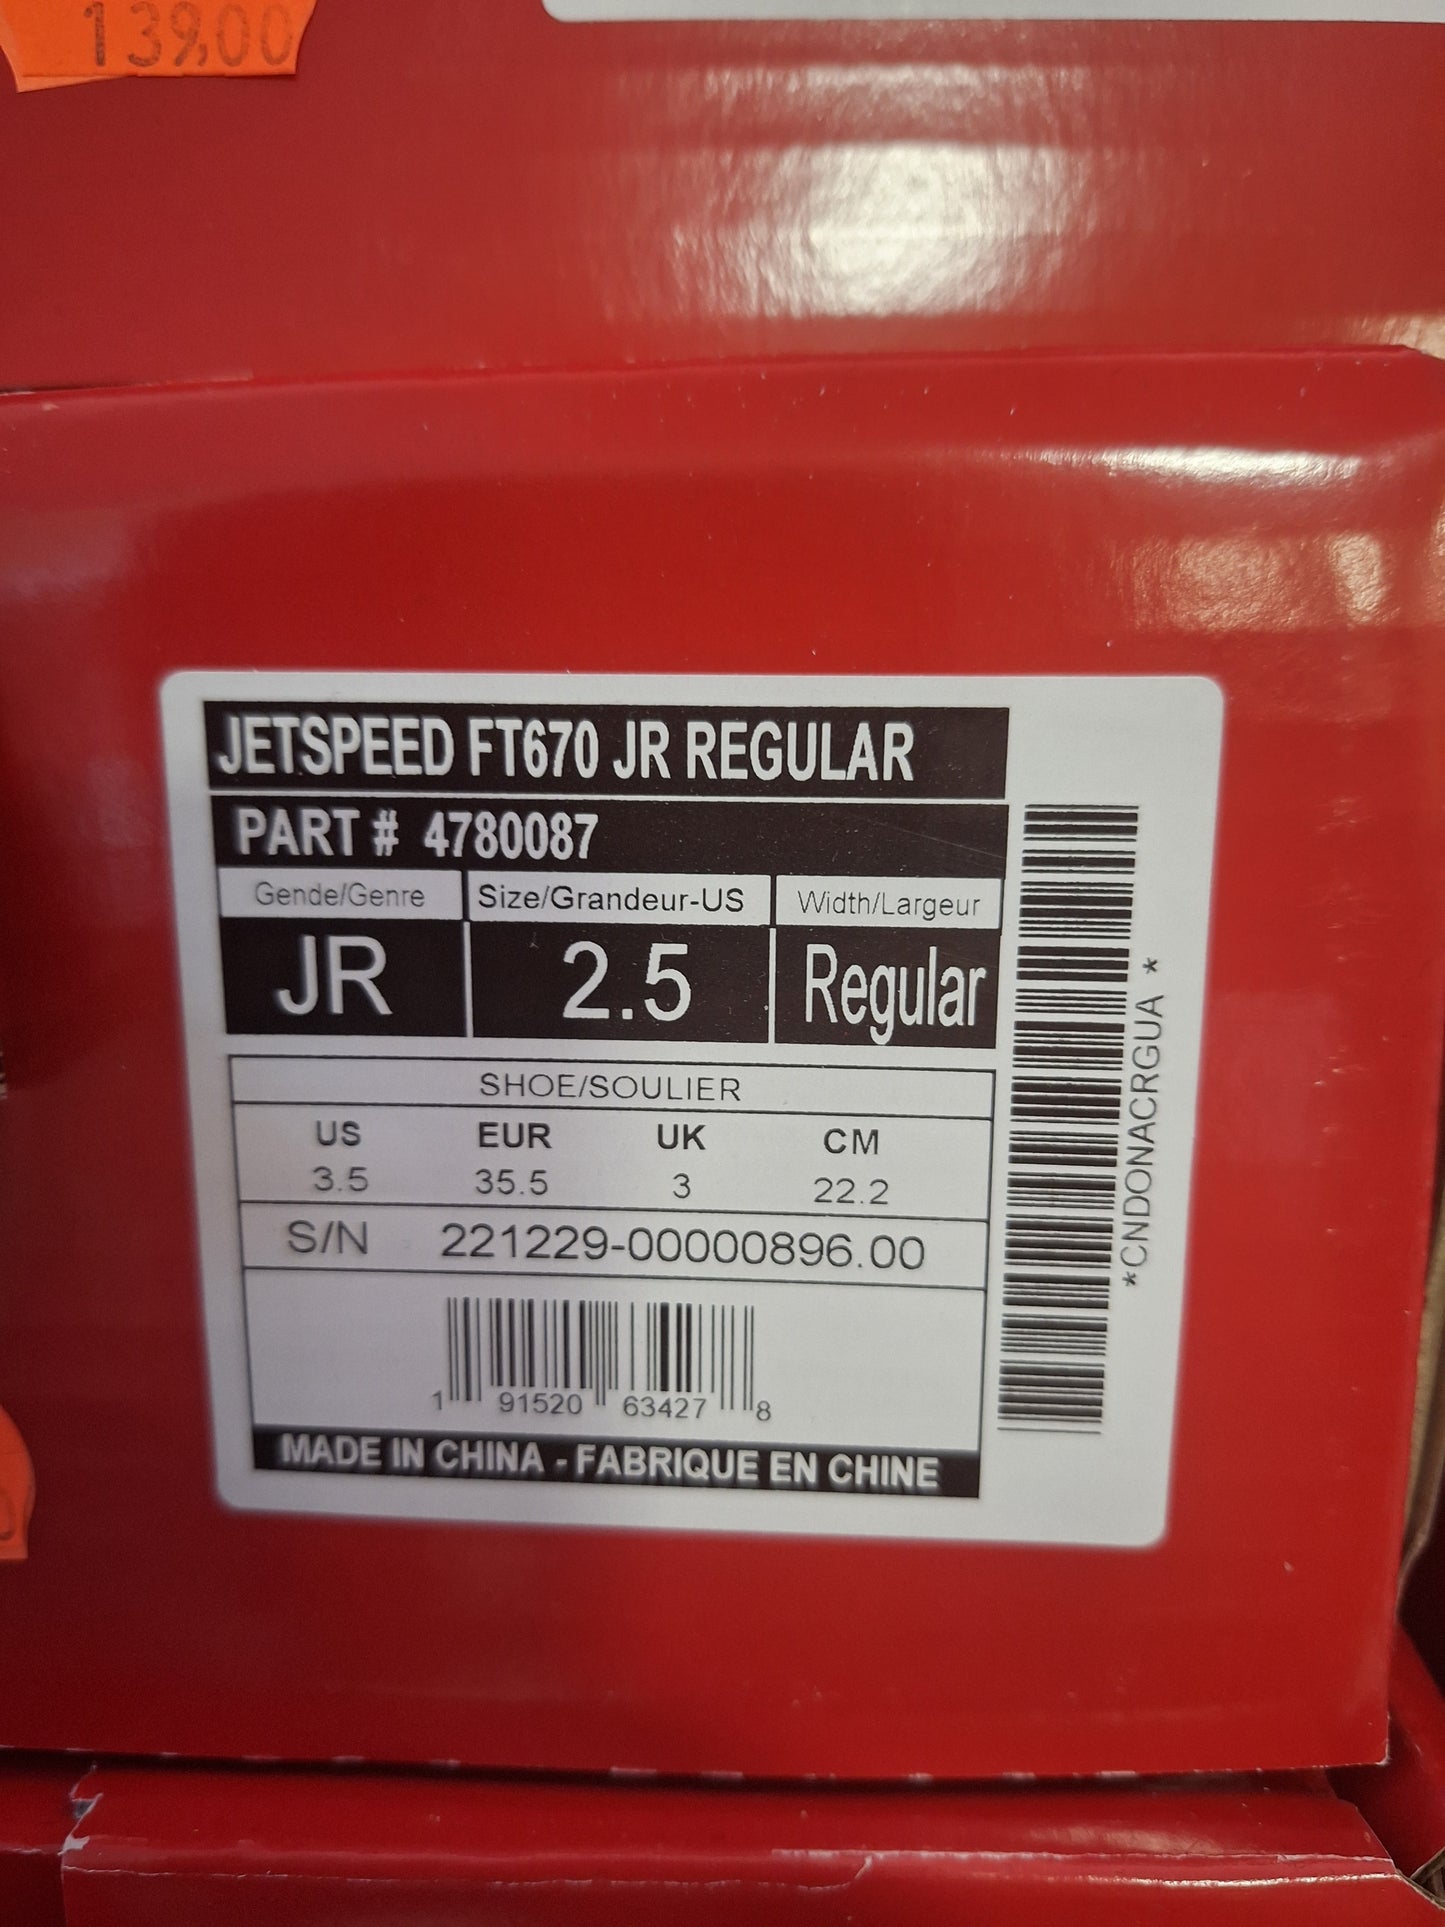 139,00
JETSPEED FT670 JR REGULAR
PART # 4780087
Gende/Genre Size/Grandeur-US Width/Largeur
JR 2.5 Regular
SHOE/SOULIER
US EUR UK CM
3.5 35.5 3 22.2
S/N 221229-00000896.00
1 91520 63427 8
MADE IN CHINA - FABRIQUE EN CHINE
*CNDONACRGUA *